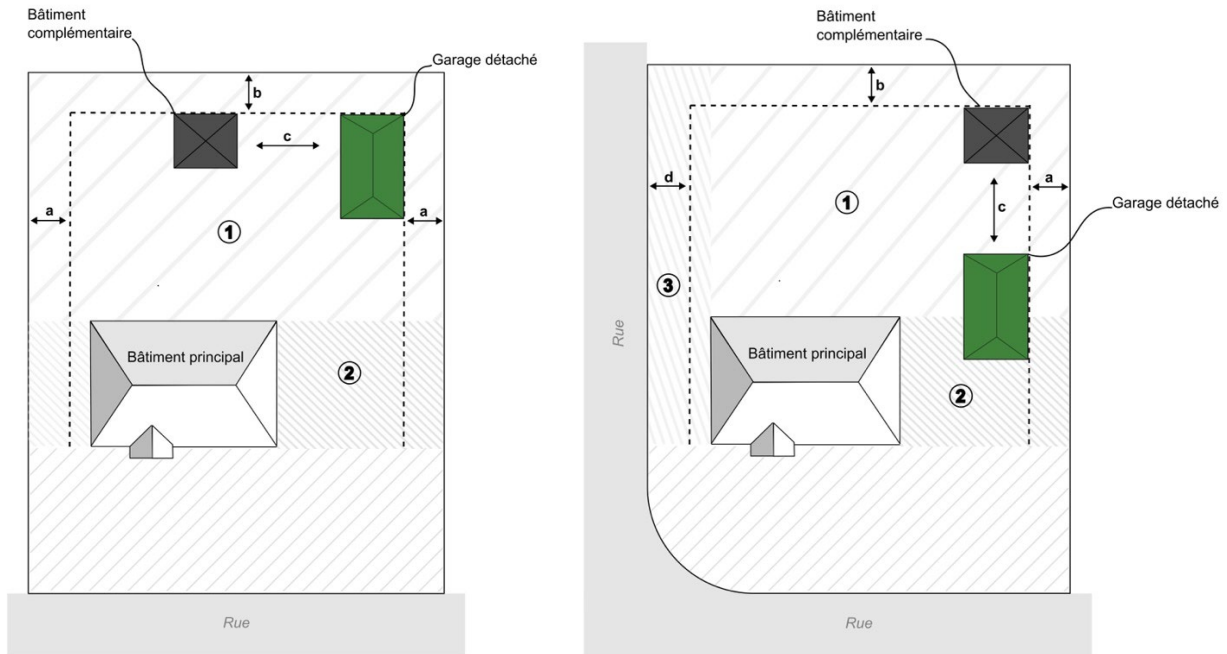 Bâtiment
complémentaire
Garage détaché
b
c
a
a
1
Bâtiment principal
2
Rue
Bâtiment
complémentaire
b
d
a
1
c
Garage détaché
3
Rue
Bâtiment principal
2
Rue